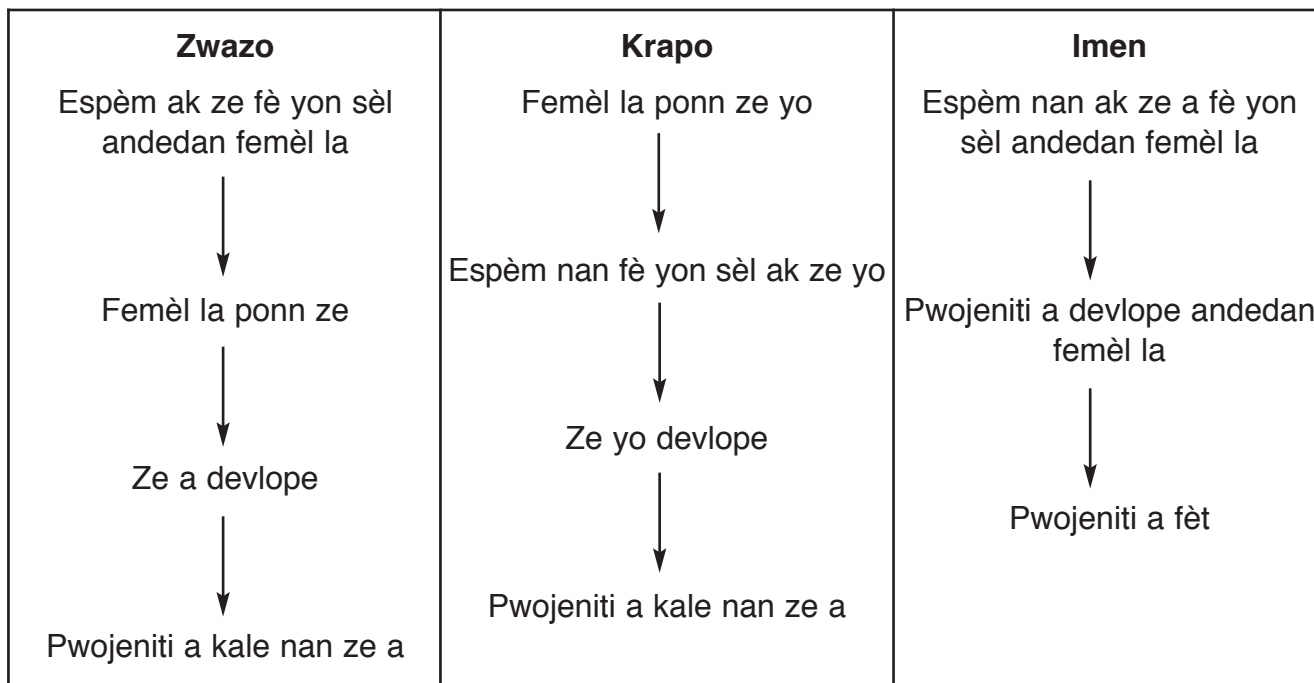 Zwazo
Espèm ak ze fè yon sèl
andedan femèl la
Femèl la ponn ze
Ze a devlope
Pwojeniti a kale nan ze a
Krapo
Femèl la ponn ze yo
Espèm nan fè yon sèl ak ze yo
Ze yo devlope
Pwojeniti a kale nan ze a
Imen
Espèm nan ak ze a fè yon
sèl andedan femèl la
Pwojeniti a devlope andedan
femèl la
Pwojeniti a fèt